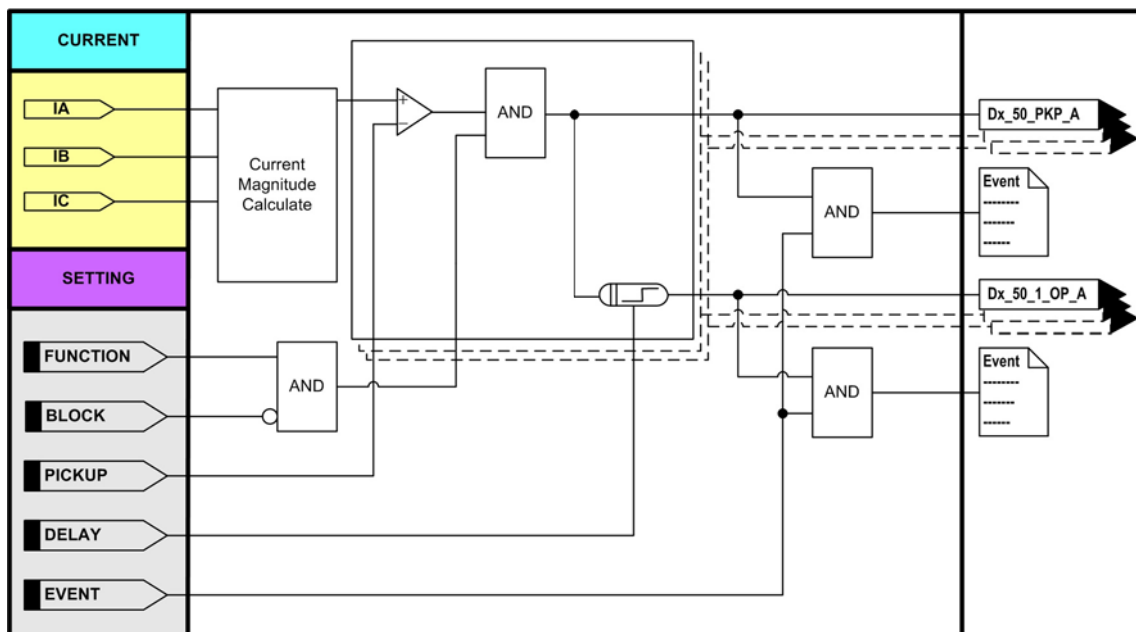 CURRENT
IA
IB
IC
Current
Magnitude
Calculate
+
−
AND
Dx_50_PKP_A
AND
Event
--------
-------
------
SETTING
Dx_50_1_OP_A
FUNCTION
AND
BLOCK
AND
Event
--------
-------
------
PICKUP
DELAY
EVENT